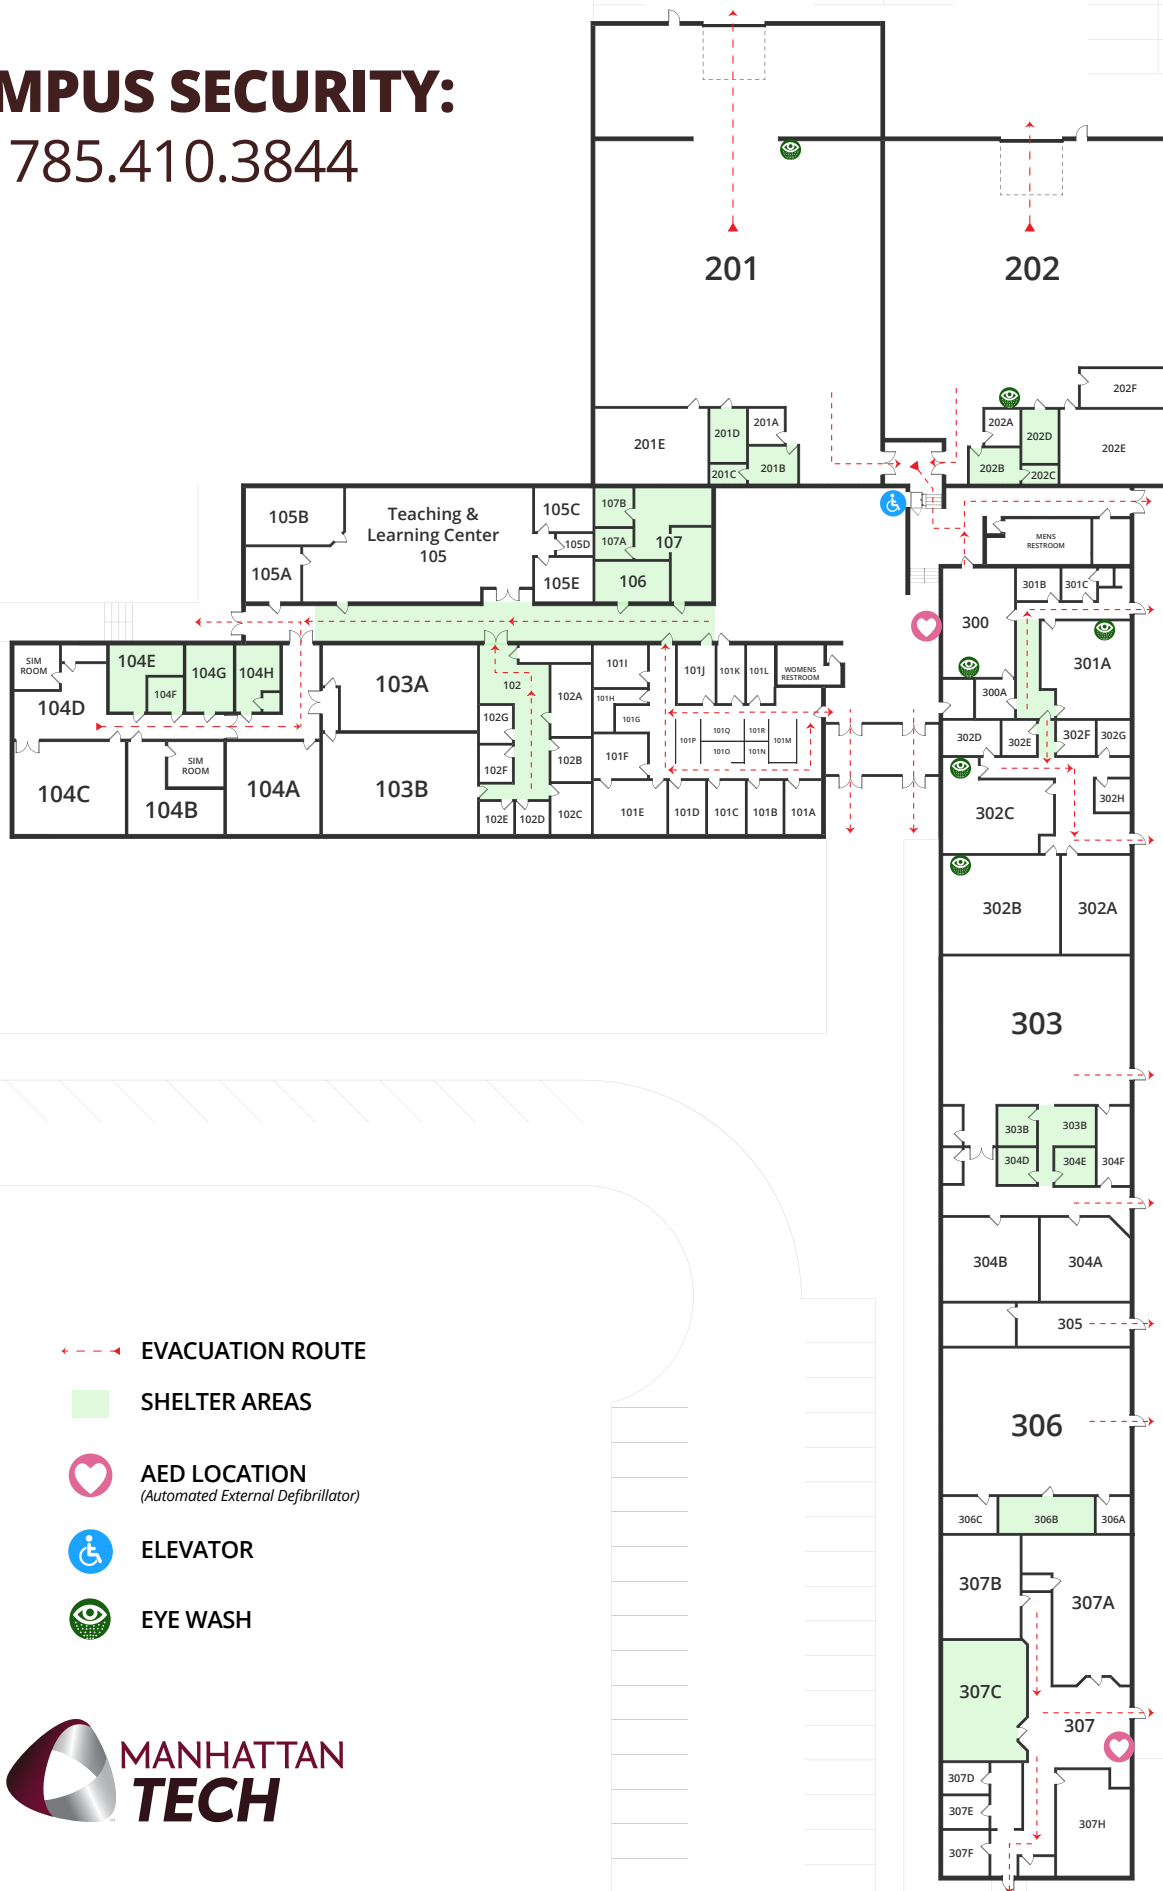 MPUS SECURITY:
785.410.3844
201
202
202F
201A
201E
201D
201B
201C
202A
202D
202E
202B
202C
105B
Teaching &
Learning Center
105
105C
105D
105A
105E
107B
107A
107
106
MENS
RESTROOM
301B
301C
300
301A
300A
SIM
ROOM
104E
104G
104H
104F
104D
103A
102
102A
102G
101I
101H
101G
101J
101K
101L
WOMENS
RESTROOM
101P
101Q
101R
101M
101O
101N
302D
302E
302F
302G
SIM
ROOM
104C
104B
104A
103B
102F
102B
101F
102E
102D
102C
101E
101D
101C
101B
101A
302C
302H
302B
302A
303
303B
303B
304D
304E
304F
304B
304A
305
306
306C
306B
306A
307B
307A
307C
307
307D
307E
307F
307H
EVACUATION ROUTE
SHELTER AREAS
AED LOCATION
(Automated External Defibrillator)
ELEVATOR
EYE WASH
MANHATTAN
TECH